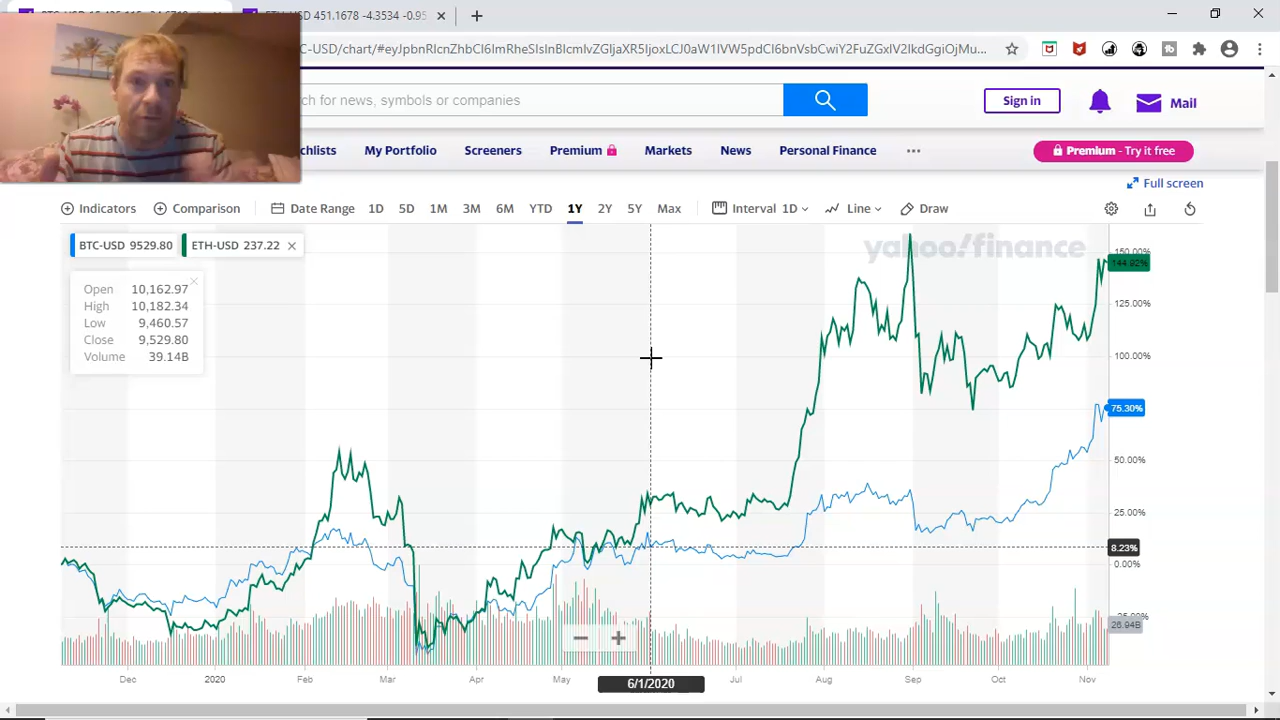 ETH-USD 451.1678 -4.3534 -0.95
C-USD/chart/#eyJpbnRlcnZhbCI6ImRheSIsInBlcmlvZGljaXR5IjoxLCJ0aW1lVW5pdCI6bnVsbCwiY2FuZGxlV2lkdGgiOjMu...
ch for news, symbols or companies
Sign in
Mail
chlists
My Portfolio
Screeners
Premium
Markets
News
Personal Finance
Premium - Try it free
Full screen
Indicators
Comparison
Date Range
1D
5D
1M
3M
6M
YTD
1Y
2Y
5Y
Max
Interval 1D
Line
Draw
BTC-USD 9529.80
ETH-USD 237.22
yahoo!finance
Open 10,162.97
High 10,182.34
Low 9,460.57
Close 9,529.80
Volume 39.14B
150.00%
144.92%
125.00%
100.00%
75.30%
50.00%
25.00%
8.23%
0.00%
26.94B
Dec
2020
Feb
Mar
Apr
May
6/1/2020
Jul
Aug
Sep
Oct
Nov